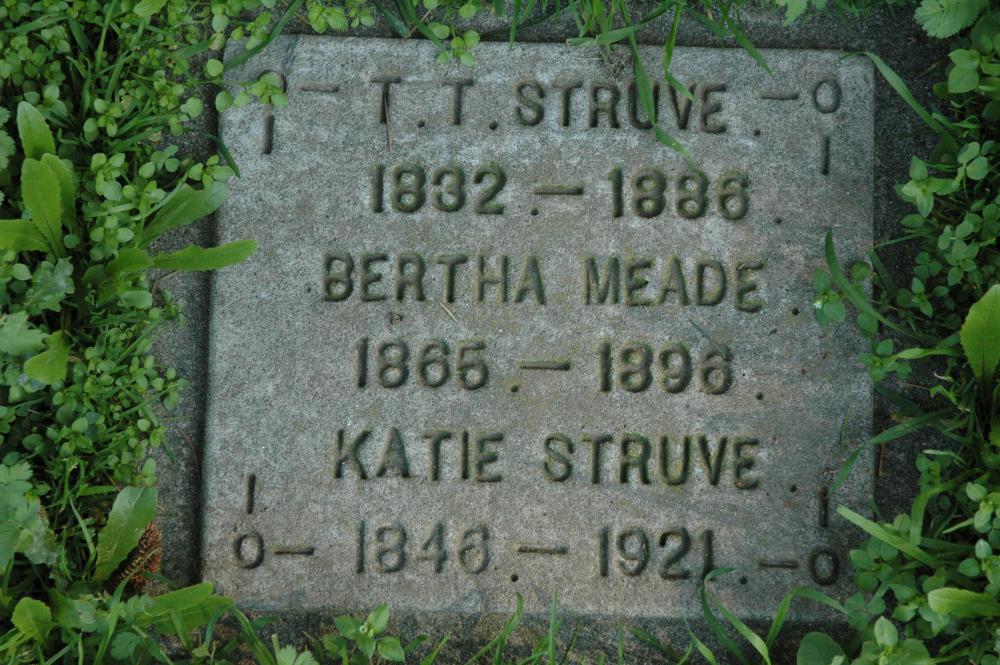 T. T. STRUVE.
1832. – 1886.
BERTHA MEADE.
1865. – 1896.
KATIE STRUVE.
1846. – 1921.